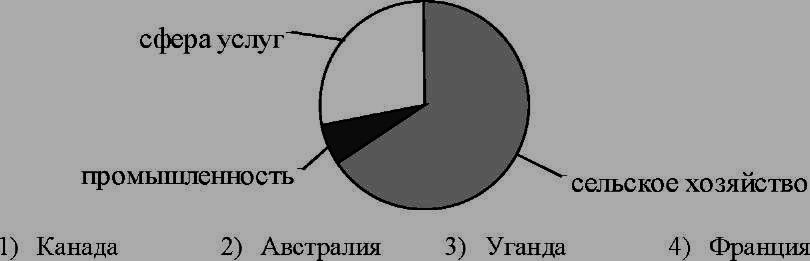 сфера услуг
промышленность
сельское хозяйство
1) Канада 2) Австралия 3) Уганда 4) Франция